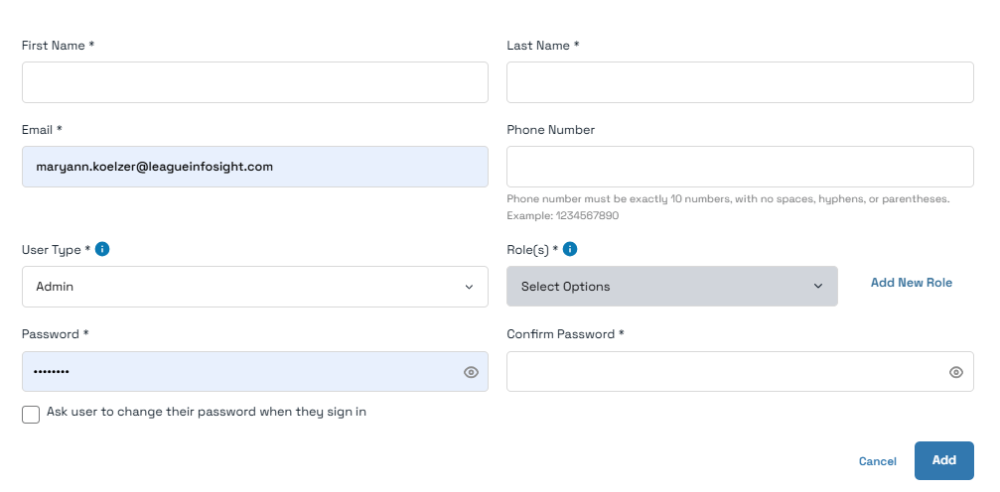 First Name *
Last Name *
Email *
Phone Number
maryann.koelzer@leagueinfosight.com
Phone number must be exactly 10 numbers, with no spaces, hyphens, or parentheses.
Example: 1234567890
User Type *
Role(s) *
Admin
Select Options
Add New Role
Password *
Confirm Password *
••••••••
Ask user to change their password when they sign in
Cancel
Add